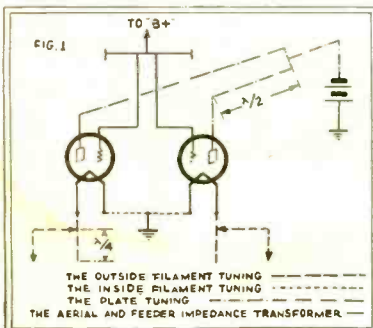 TO "B+"
FIG. 1
λ/2
λ/4
THE OUTSIDE FILAMENT TUNING
THE INSIDE FILAMENT TUNING
THE PLATE TUNING
THE AERIAL AND FEEDER IMPEDANCE TRANSFORMER